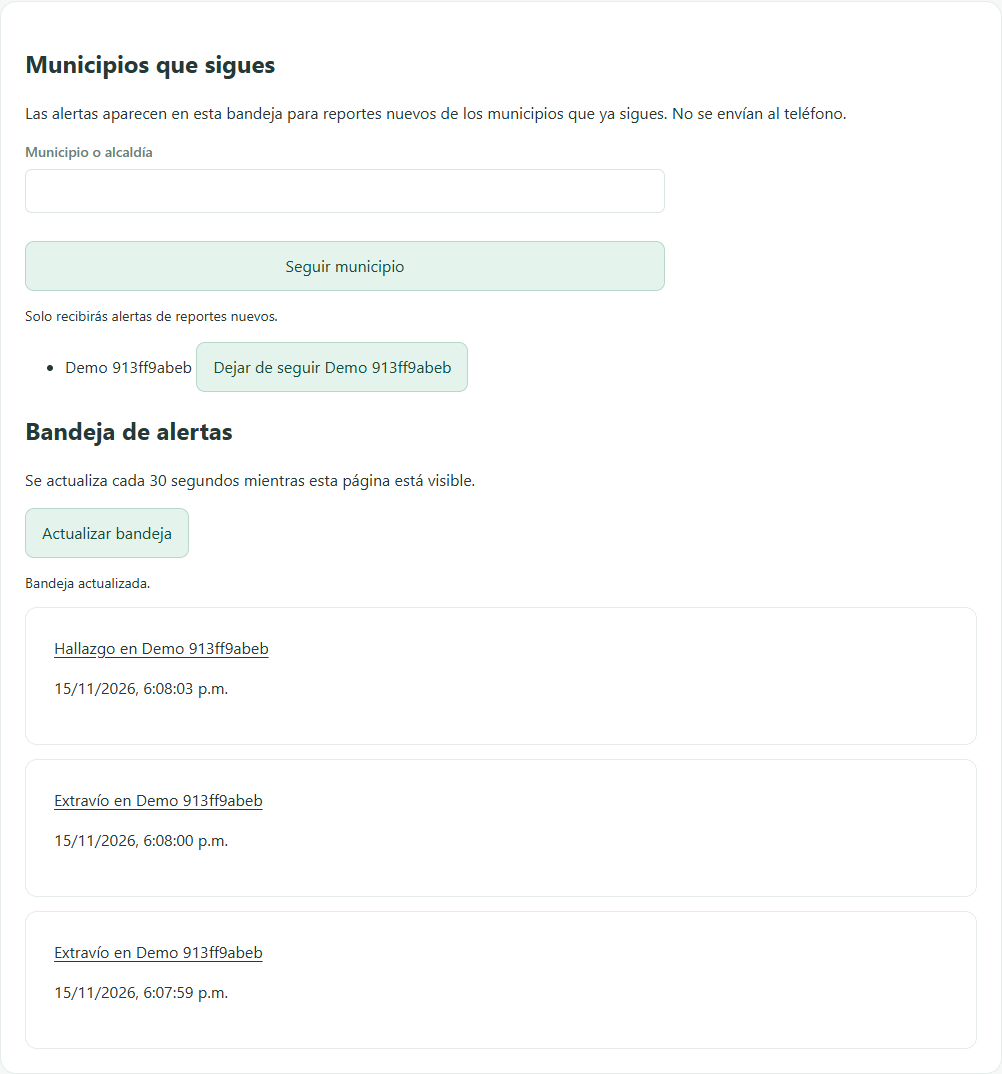 Municipios que sigues
Las alertas aparecen en esta bandeja para reportes nuevos de los municipios que ya sigues. No se envían al teléfono.
Municipio o alcaldía
Seguir municipio
Solo recibirás alertas de reportes nuevos.
Demo 913ff9abeb Dejar de seguir Demo 913ff9abeb
Bandeja de alertas
Se actualiza cada 30 segundos mientras esta página está visible.
Actualizar bandeja
Bandeja actualizada.
Hallazgo en Demo 913ff9abeb
15/11/2026, 6:08:03 p.m.
Extravío en Demo 913ff9abeb
15/11/2026, 6:08:00 p.m.
Extravío en Demo 913ff9abeb
15/11/2026, 6:07:59 p.m.